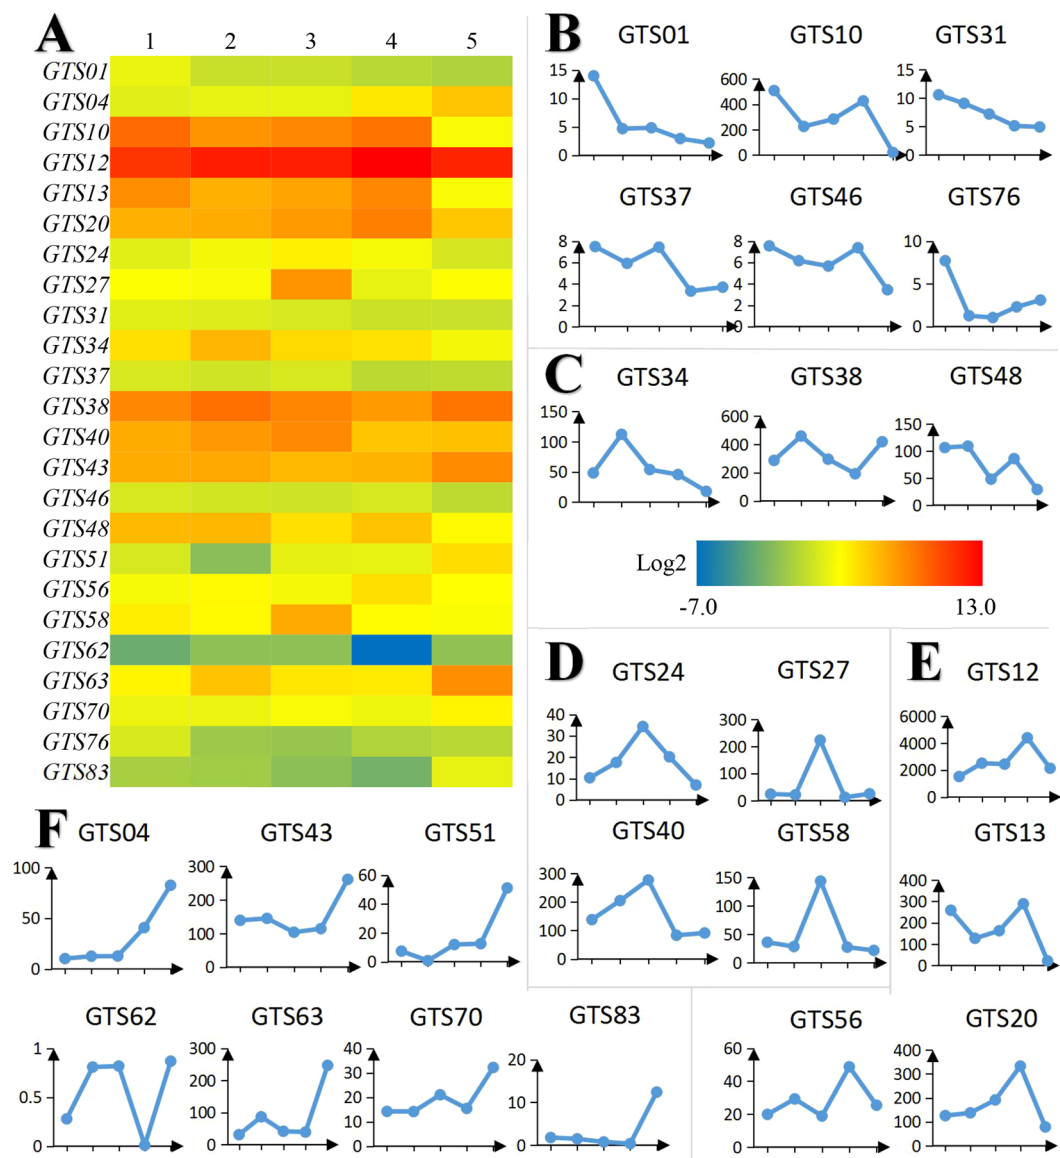 A
1 2 3 4 5
GTS01
GTS04
GTS10
GTS12
GTS13
GTS20
GTS24
GTS27
GTS31
GTS34
GTS37
GTS38
GTS40
GTS43
GTS46
GTS48
GTS51
GTS56
GTS58
GTS62
GTS63
GTS70
GTS76
GTS83
B
GTS01
15
10
5
0
GTS10
600
400
200
0
GTS31
15
10
5
0
GTS37
8
6
4
2
0
GTS46
8
6
4
2
0
GTS76
10
5
0
C
GTS34
150
100
50
0
GTS38
600
400
200
0
GTS48
150
100
50
0
Log2
-7.0 13.0
D
GTS24
40
30
20
10
0
GTS27
300
200
100
0
GTS40
300
200
100
0
GTS58
150
100
50
0
E
GTS12
6000
4000
2000
0
GTS13
400
300
200
100
0
GTS56
60
40
20
0
GTS20
400
300
200
100
0
F
GTS04
100
50
0
GTS43
300
200
100
0
GTS51
60
40
20
0
GTS62
1
0.5
0
GTS63
300
200
100
0
GTS70
40
30
20
10
0
GTS83
20
10
0